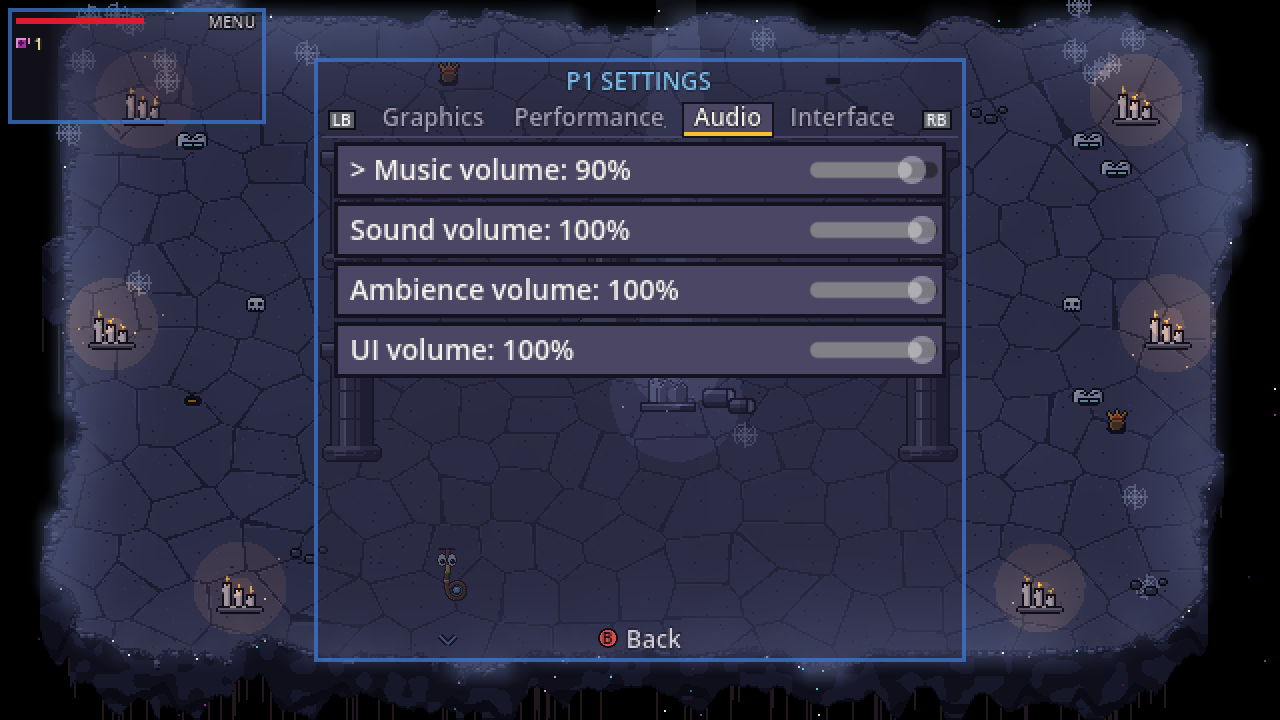 MENU
1
P1 SETTINGS
LB Graphics Performance Audio Interface RB
> Music volume: 90%
Sound volume: 100%
Ambience volume: 100%
UI volume: 100%
B Back